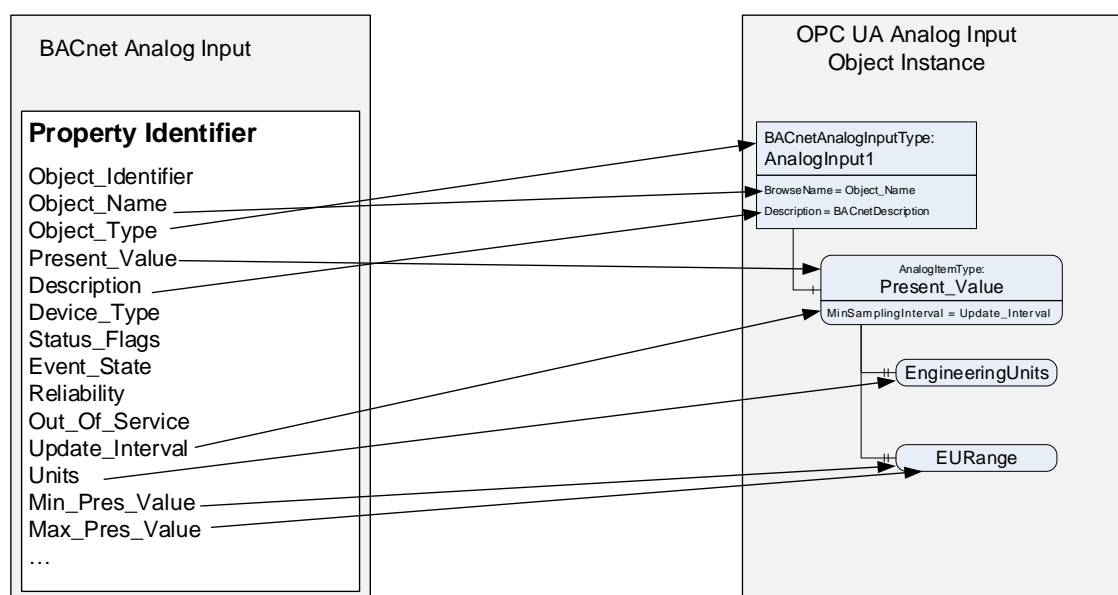 BACnet Analog Input
Property Identifier
Object_Identifier
Object_Name
Object_Type
Present_Value
Description
Device_Type
Status_Flags
Event_State
Reliability
Out_Of_Service
Update_Interval
Units
Min_Pres_Value
Max_Pres_Value
…
OPC UA Analog Input
Object Instance
BACnetAnalogInputType:
AnalogInput1
BrowseName = Object_Name
Description = BACnetDescription
AnalogItemType:
Present_Value
MinSamplingInterval = Update_Interval
EngineeringUnits
EURange